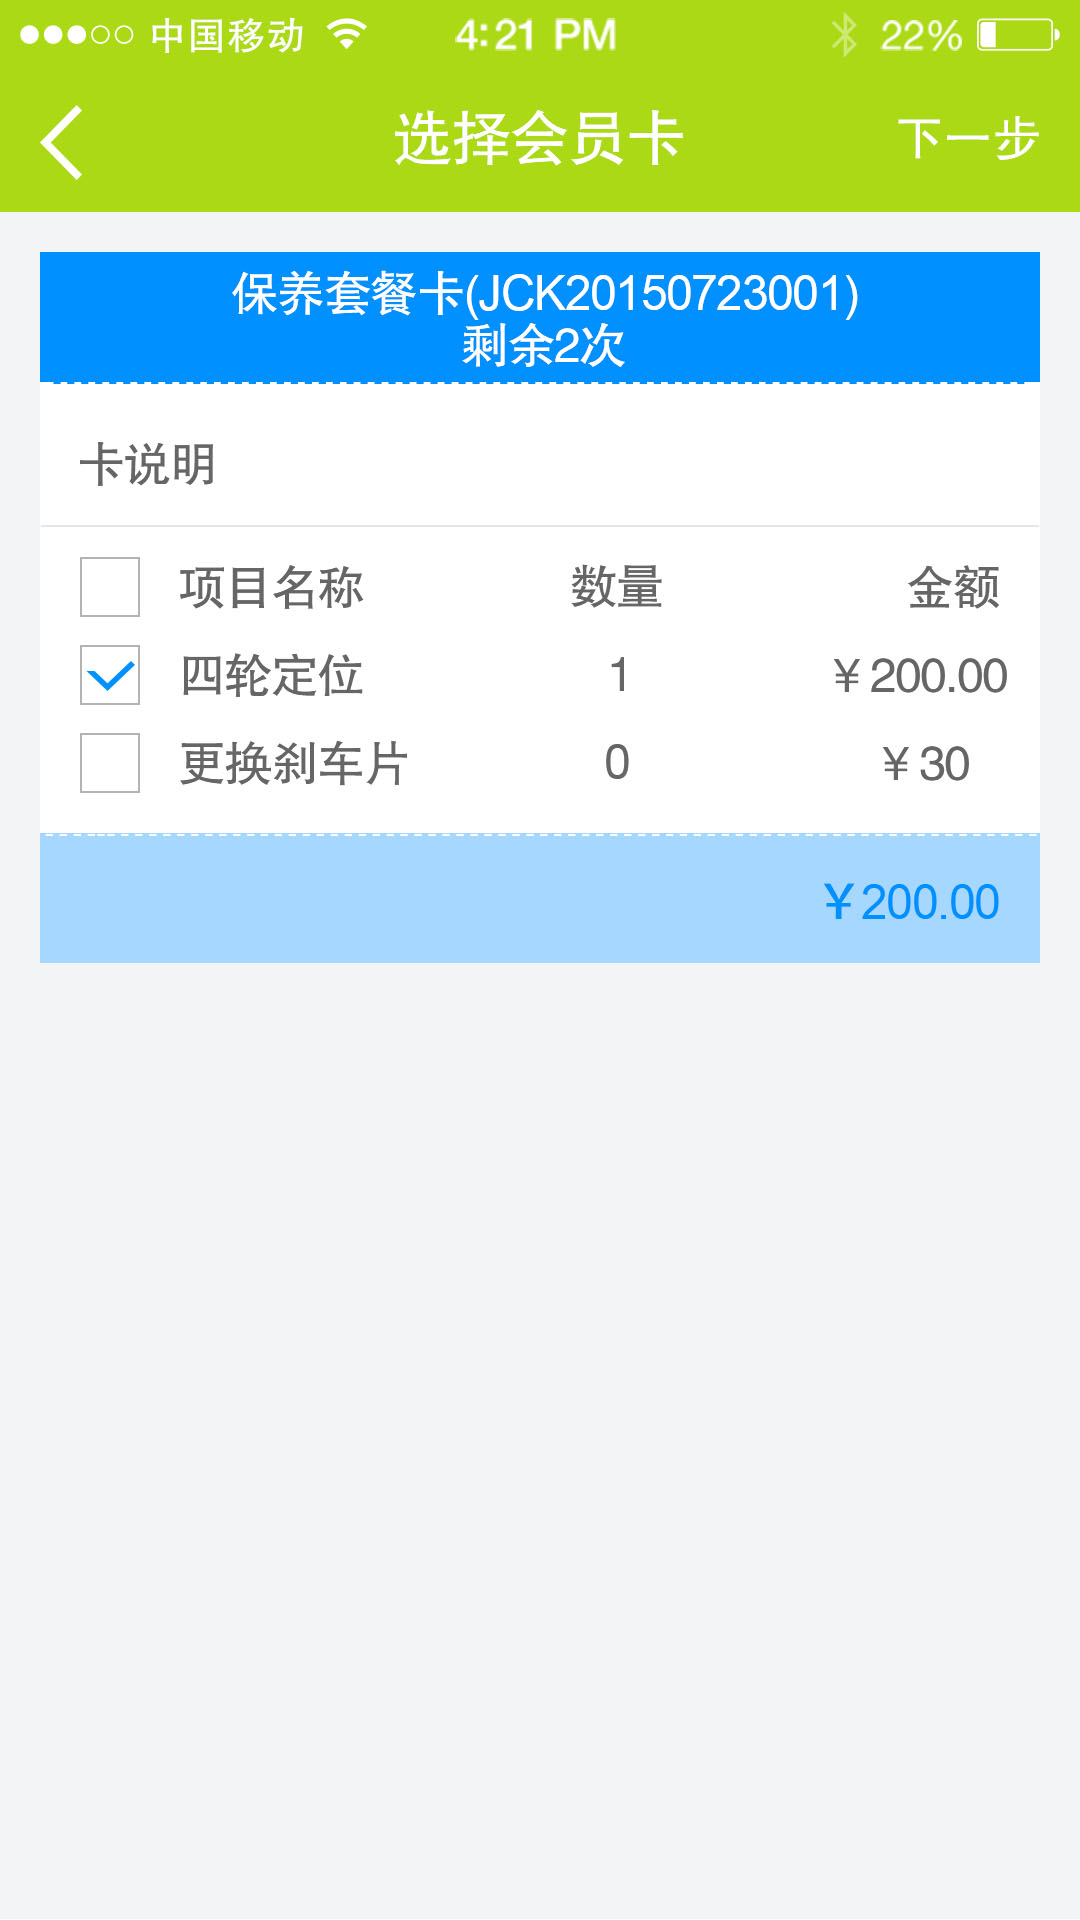 中国移动 4:21 PM 22%
选择会员卡 下一步
保养套餐卡(JCK20150723001)
剩余2次
卡说明
项目名称 数量 金额
四轮定位 1 ￥200.00
更换刹车片 0 ￥30
￥200.00